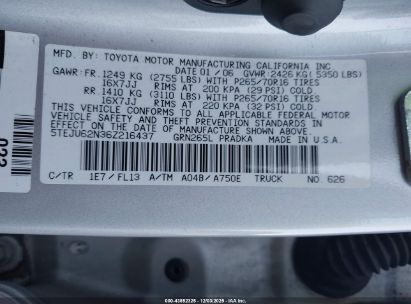 MFD. BY: TOYOTA MOTOR MANUFACTURING CALIFORNIA INC.
DATE 01 / 06 GVWR: 2426 KG( 5350 LBS)
GAWR: FR. 1249 KG (2755 LBS) WITH P265/70R16 TIRES
16X7JJ RIMS AT 200 KPA (29 PSI) COLD
RR. 1410 KG (3110 LBS) WITH P265/70R16 TIRES
16X7JJ RIMS AT 220 KPA (32 PSI) COLD
THIS VEHICLE CONFORMS TO ALL APPLICABLE FEDERAL MOTOR
VEHICLE SAFETY AND THEFT PREVENTION STANDARDS IN EFFECT
ON THE DATE OF MANUFACTURE SHOWN ABOVE.
5TEJU62N36Z216437 GRN265L PRADKA MADE IN U.S.A.
C/TR 1E7 / FL13 A/TM A04B / A750E TRUCK NO. 626